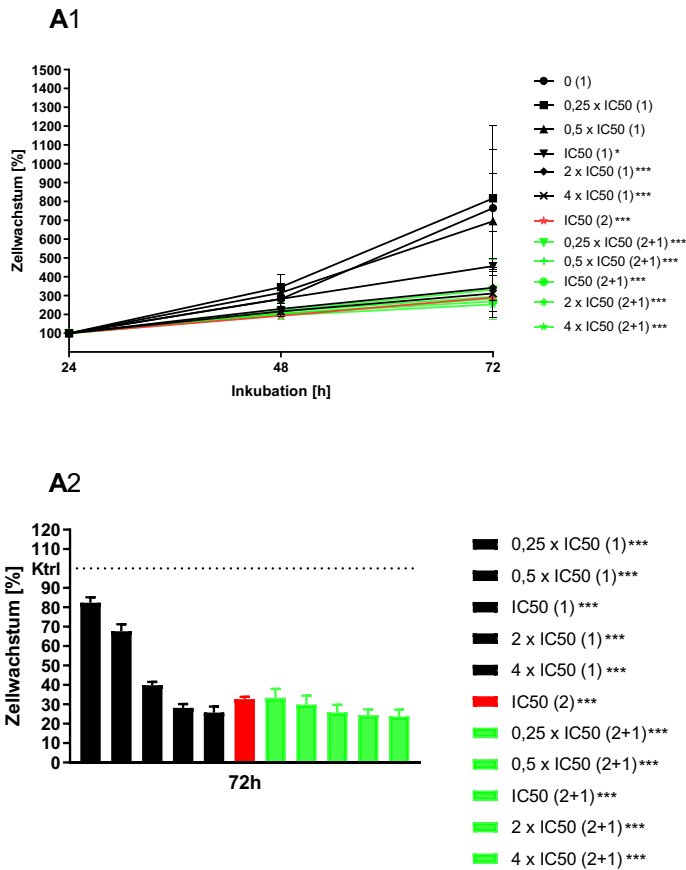 A1
1500
1400
1300
1200
1100
1000
900
800
700
600
500
400
300
200
100
Zellwachstum [%]
24
48
72
Inkubation [h]
0 (1)
0,25 x IC50 (1)
0,5 x IC50 (1)
IC50 (1) *
2 x IC50 (1) ***
4 x IC50 (1) ***
IC50 (2) ***
0,25 x IC50 (2+1) ***
0,5 x IC50 (2+1) ***
IC50 (2+1) ***
2 x IC50 (2+1) ***
4 x IC50 (2+1) ***
A2
120
110
Ktrl
90
80
70
60
50
40
30
20
10
0
Zellwachstum [%]
72h
0,25 x IC50 (1) ***
0,5 x IC50 (1) ***
IC50 (1) ***
2 x IC50 (1) ***
4 x IC50 (1) ***
IC50 (2) ***
0,25 x IC50 (2+1) ***
0,5 x IC50 (2+1) ***
IC50 (2+1) ***
2 x IC50 (2+1) ***
4 x IC50 (2+1) ***